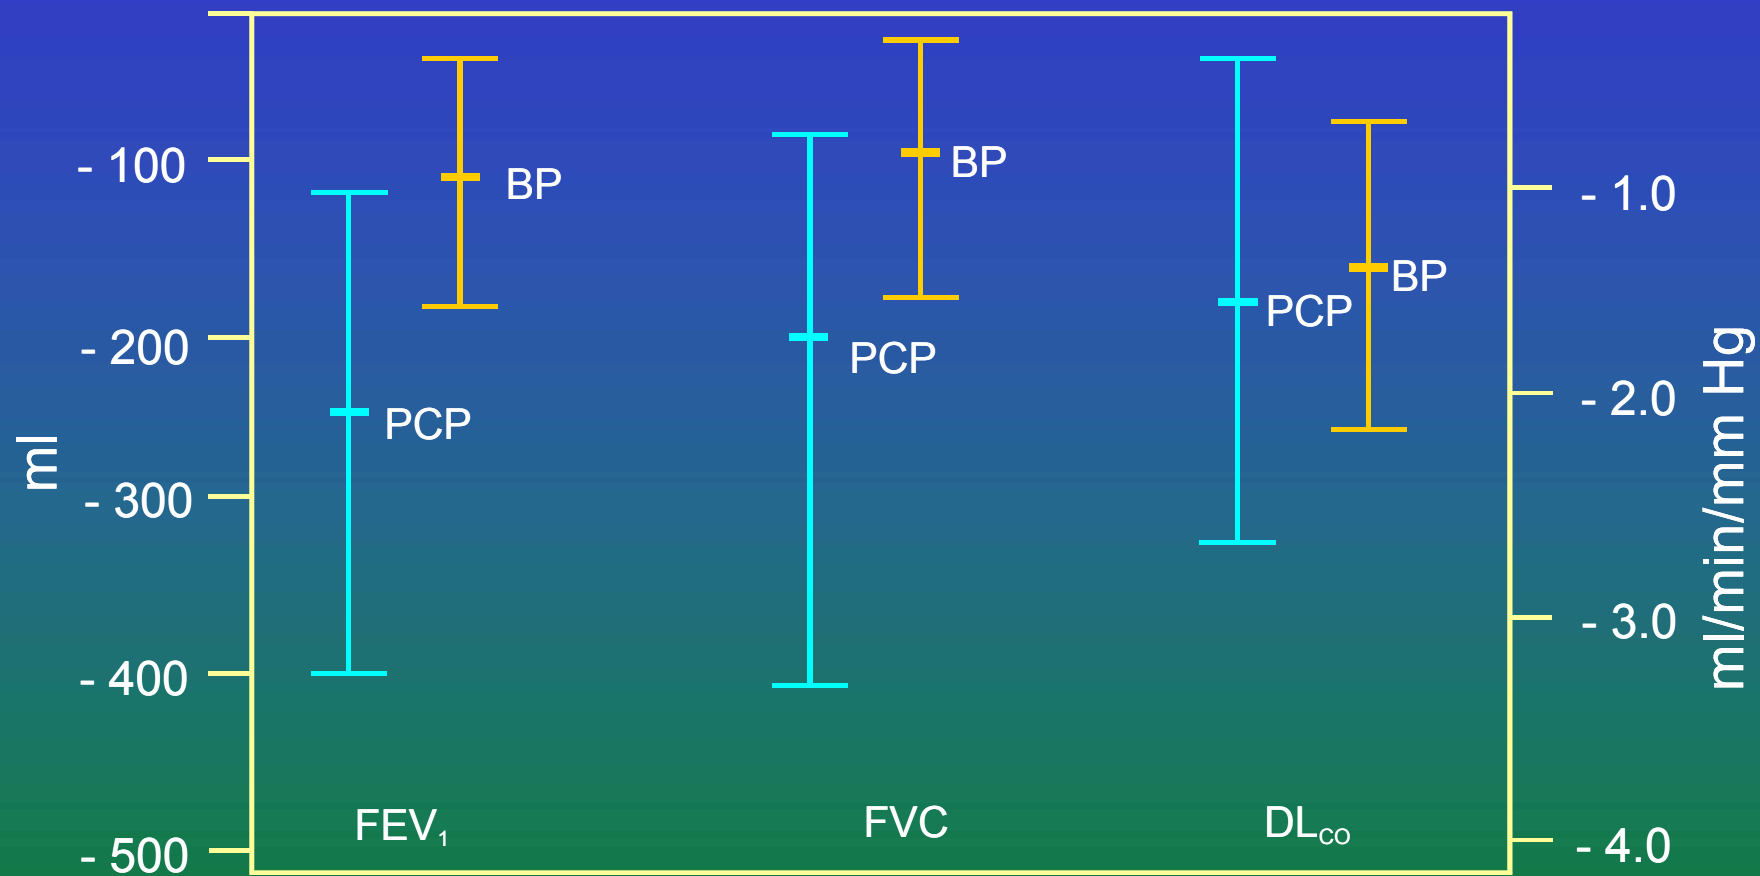 - 100
- 200
- 300
- 400
- 500
ml
BP
PCP
BP
PCP
PCP
BP
FEV₁
FVC
DL_CO
- 1.0
- 2.0
- 3.0
- 4.0
ml/min/mm Hg